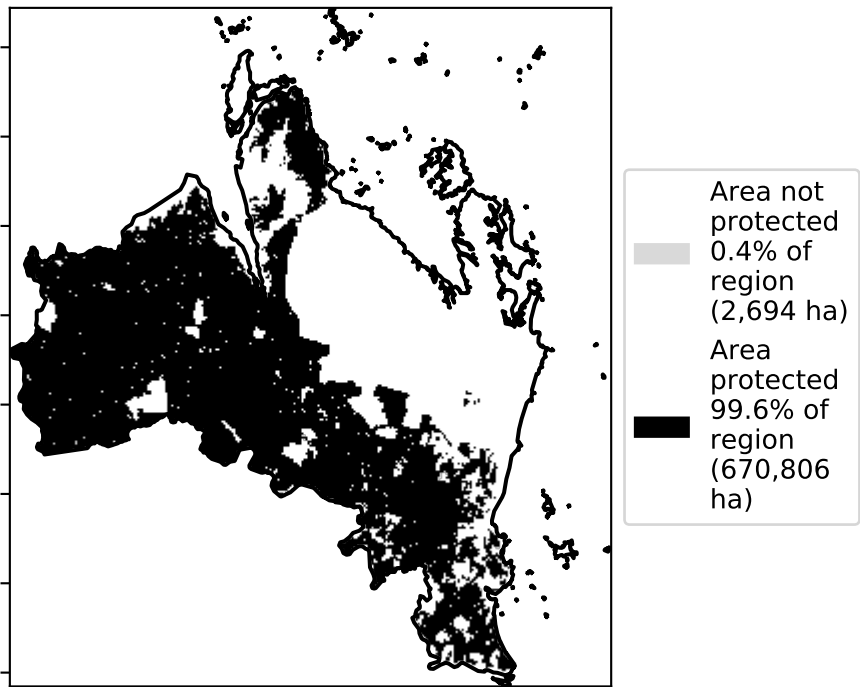 Area not
protected
0.4% of
region
(2,694 ha)
Area
protected
99.6% of
region
(670,806
ha)